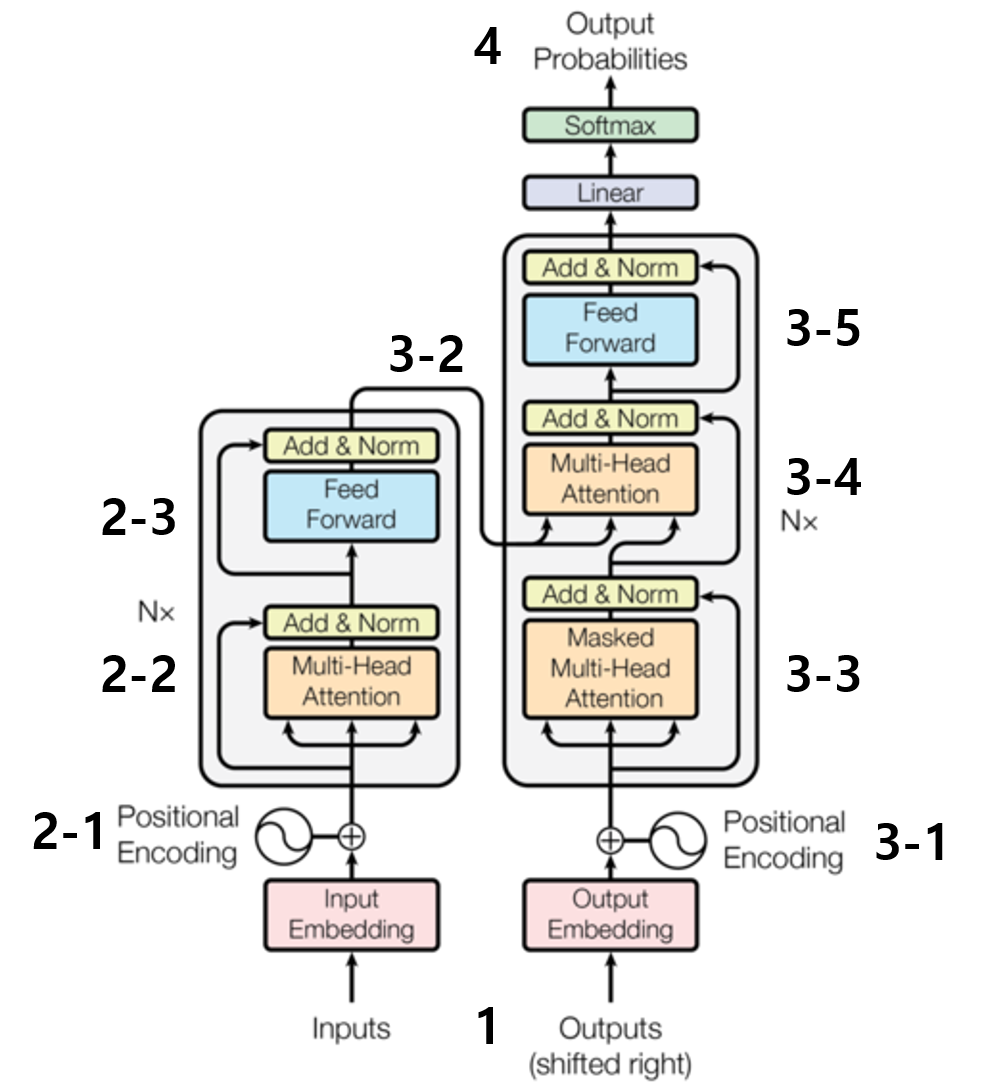 4
Output
Probabilities
Softmax
Linear
Add & Norm
Feed
Forward
3-5
3-2
Add & Norm
Multi-Head
Attention
3-4
Nx
Add & Norm
Feed
Forward
2-3
Nx
Add & Norm
Multi-Head
Attention
2-2
Add & Norm
Masked
Multi-Head
Attention
3-3
2-1
Positional
Encoding
Positional
Encoding
3-1
Input
Embedding
Output
Embedding
Inputs
1
Outputs
(shifted right)